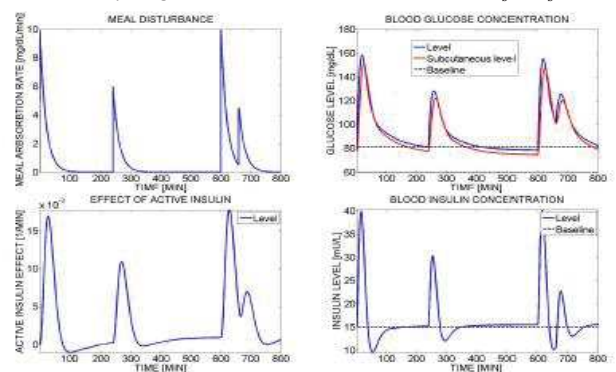 MEAL DISTURBANCE
MEAL ARBSORBTION RATE [mg/dL/min]
10
8
6
4
2
0
100 200 300 400 500 600 700 800
TIMF [MIN]
BLOOD GLUCOSE CONCENTRATION
GLUCOSE LEVEL [mg/dL]
180
160
140
120
100
80
60
Level
Subcutaneous level
Baseline
0 100 200 300 400 500 600 700 800
TIME [MIN]
EFFECT OF ACTIVE INSULIN
ACTIVE INSULIN EFFECT [1/MIN]
15
10
5
0
Level
0 100 200 300 400 500 600 700 800
TIME [MIN]
BLOOD INSULIN CONCENTRATION
INSULIN LEVEL [mU/L]
40
35
30
25
20
15
10
Level
Baseline
0 100 200 300 400 500 600 700 800
TIME [MIN]